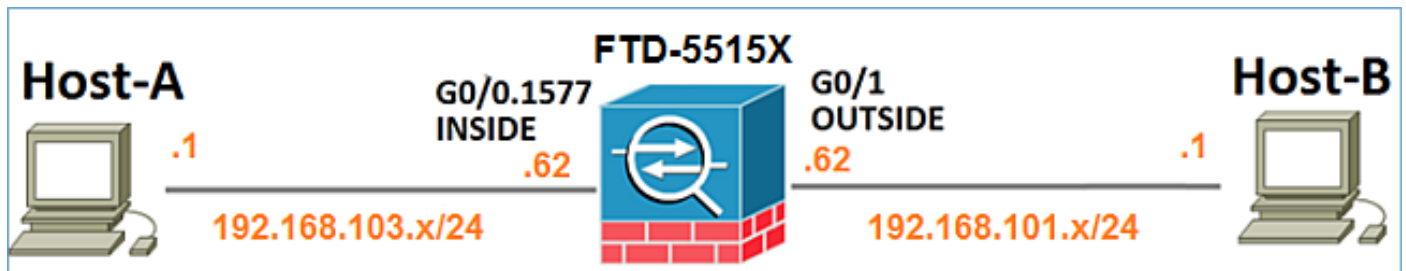 FTD-5515X
Host-A
G0/0.1577
INSIDE
G0/1
OUTSIDE
Host-B
.1
.62
.62
.1
192.168.103.x/24
192.168.101.x/24